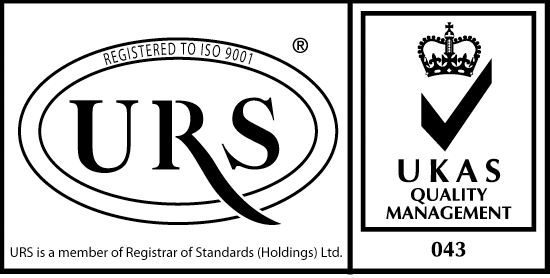 REGISTERED TO ISO 9001
®
URS
URS is a member of Registrar of Standards (Holdings) Ltd.
UKAS
QUALITY
MANAGEMENT
043